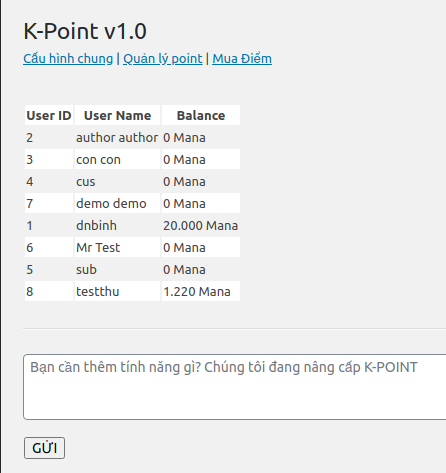 K-Point v1.0
Cấu hình chung | Quản lý point | Mua Điểm
User ID User Name Balance
2 author author 0 Mana
3 con con 0 Mana
4 cus 0 Mana
7 demo demo 0 Mana
1 dnbinh 20.000 Mana
6 Mr Test 0 Mana
5 sub 0 Mana
8 testthu 1.220 Mana
Bạn cần thêm tính năng gì? Chúng tôi đang nâng cấp K-POINT
GỬI